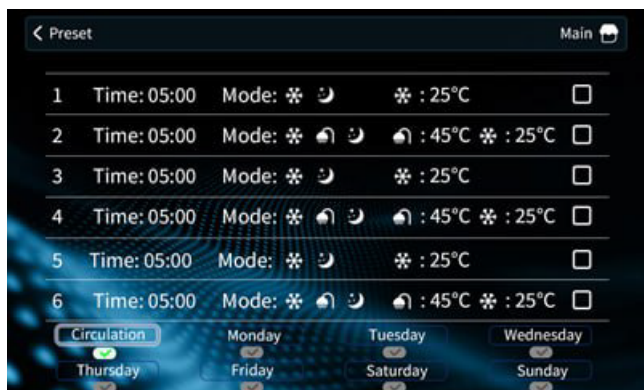 Preset Main
1 Time: 05:00 Mode: : 25°C
2 Time: 05:00 Mode: : 45°C : 25°C
3 Time: 05:00 Mode: : 25°C
4 Time: 05:00 Mode: : 45°C : 25°C
5 Time: 05:00 Mode: : 25°C
6 Time: 05:00 Mode: : 45°C : 25°C
Circulation Monday Tuesday Wednesday
Thursday Friday Saturday Sunday